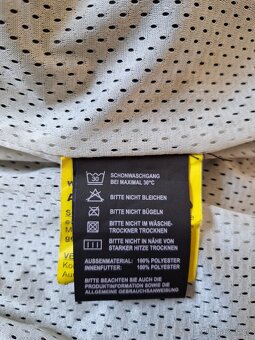 SCHONWASCHGANG
BEI MAXIMAL 30°C
BITTE NICHT BLEICHEN
BITTE NICHT BÜGELN
BITTE NICHT IM WÄSCHE-
TROCKNER TROCKNEN
BITTE NICHT IN NÄHE VON
STARKER HITZE TROCKNEN
AUSSENMATERIAL: 100% POLYESTER
INNENFUTTER: 100% POLYESTER
BITTE BEACHTEN SIE AUCH DIE
PRODUKTINFORMATION SOWIE DIE
ALLGEMEINE GEBRAUCHSANWEISUNG